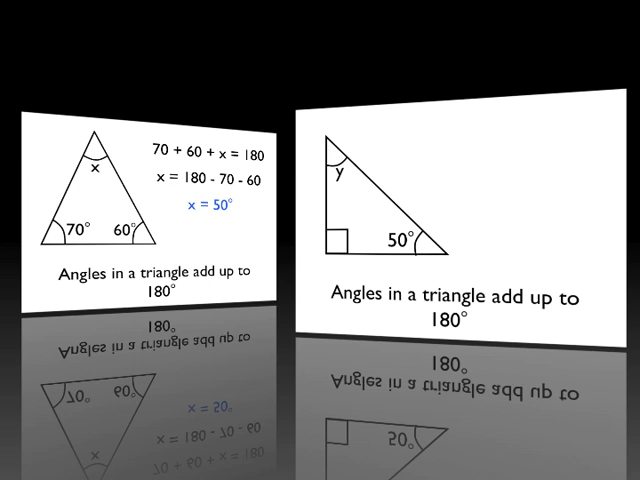 x
70°
60°
70 + 60 + x = 180
x = 180 - 70 - 60
x = 50°
Angles in a triangle add up to
180°
y
50°
Angles in a triangle add up to
180°